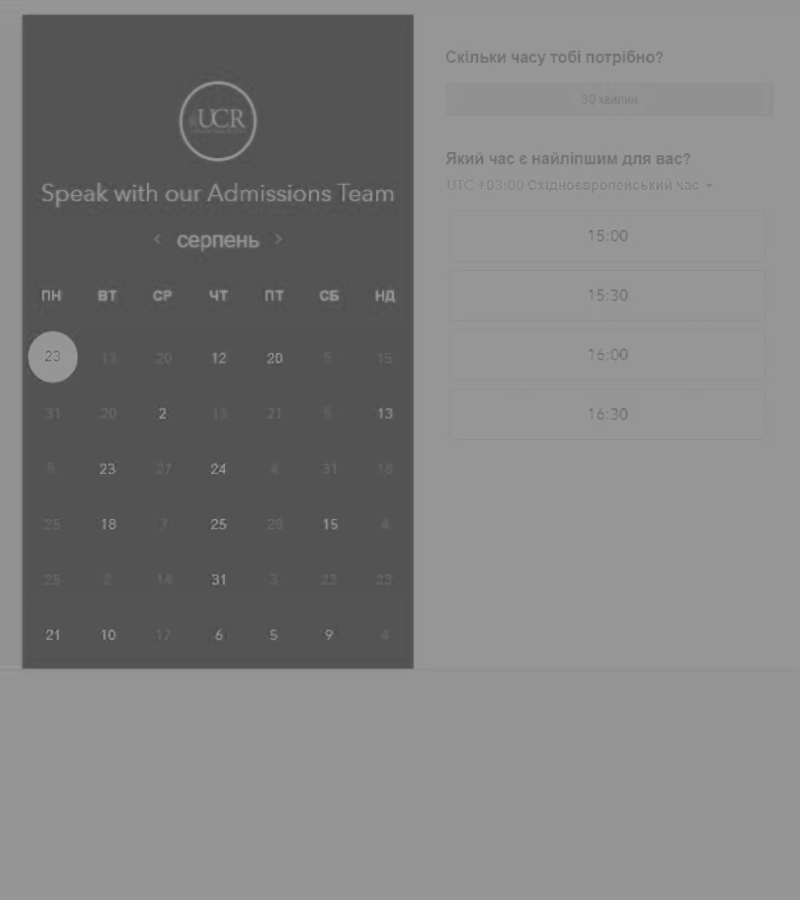 UCR
Speak with our Admissions Team
< серпень >
ПН ВТ СР ЧТ ПТ СБ НД
23 13 20 12 20 5 15
31 20 2 13 21 5 13
5 23 27 24 4 31 18
25 18 7 25 28 15 4
25 2 14 31 3 23 23
21 10 17 6 5 9 4
Скільки часу тобі потрібно?
30 хвилин
Який час є найліпшим для вас?
UTC +03:00 Східноєвропейський час
15:00
15:30
16:00
16:30